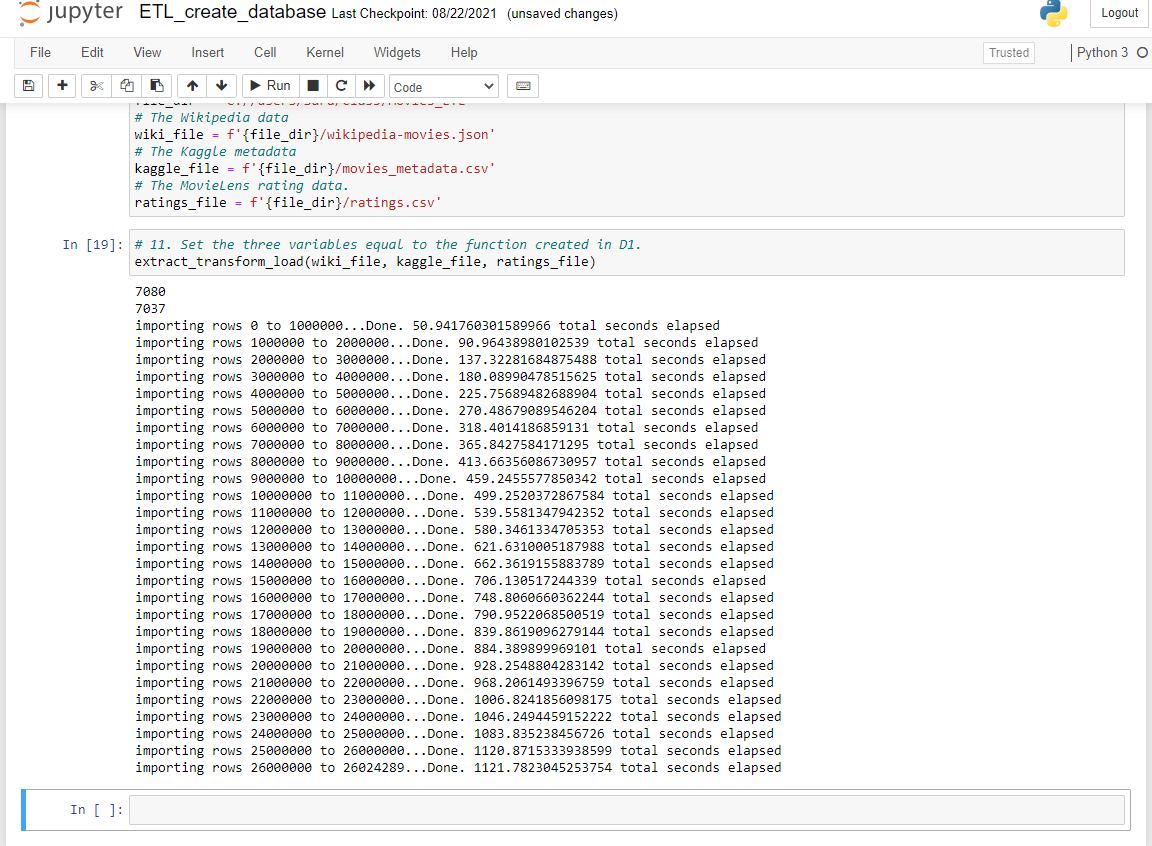 jupyter ETL_create_database Last Checkpoint: 08/22/2021 (unsaved changes) Logout
File Edit View Insert Cell Kernel Widgets Help Trusted Python 3
Run Code
# The Wikipedia data
wiki_file = f'{file_dir}/wikipedia-movies.json'
# The Kaggle metadata
kaggle_file = f'{file_dir}/movies_metadata.csv'
# The MovieLens rating data.
ratings_file = f'{file_dir}/ratings.csv'
In [19]: # 11. Set the three variables equal to the function created in D1.
extract_transform_load(wiki_file, kaggle_file, ratings_file)
7080
7037
importing rows 0 to 1000000...Done. 50.941760301589966 total seconds elapsed
importing rows 1000000 to 2000000...Done. 90.96438980102539 total seconds elapsed
importing rows 2000000 to 3000000...Done. 137.32281684875488 total seconds elapsed
importing rows 3000000 to 4000000...Done. 180.08990478515625 total seconds elapsed
importing rows 4000000 to 5000000...Done. 225.75689482688904 total seconds elapsed
importing rows 5000000 to 6000000...Done. 270.48679089546204 total seconds elapsed
importing rows 6000000 to 7000000...Done. 318.4014186859131 total seconds elapsed
importing rows 7000000 to 8000000...Done. 365.8427584171295 total seconds elapsed
importing rows 8000000 to 9000000...Done. 413.66356086730957 total seconds elapsed
importing rows 9000000 to 10000000...Done. 459.2455577850342 total seconds elapsed
importing rows 10000000 to 11000000...Done. 499.2520372867584 total seconds elapsed
importing rows 11000000 to 12000000...Done. 539.5581347942352 total seconds elapsed
importing rows 12000000 to 13000000...Done. 580.3461334705353 total seconds elapsed
importing rows 13000000 to 14000000...Done. 621.6310005187988 total seconds elapsed
importing rows 14000000 to 15000000...Done. 662.3619155883789 total seconds elapsed
importing rows 15000000 to 16000000...Done. 706.130517244339 total seconds elapsed
importing rows 16000000 to 17000000...Done. 748.8060660362244 total seconds elapsed
importing rows 17000000 to 18000000...Done. 790.9522068500519 total seconds elapsed
importing rows 18000000 to 19000000...Done. 839.8619096279144 total seconds elapsed
importing rows 19000000 to 20000000...Done. 884.389899969101 total seconds elapsed
importing rows 20000000 to 21000000...Done. 928.2548804283142 total seconds elapsed
importing rows 21000000 to 22000000...Done. 968.2061493396759 total seconds elapsed
importing rows 22000000 to 23000000...Done. 1006.8241856098175 total seconds elapsed
importing rows 23000000 to 24000000...Done. 1046.2494459152222 total seconds elapsed
importing rows 24000000 to 25000000...Done. 1083.835238456726 total seconds elapsed
importing rows 25000000 to 26000000...Done. 1120.8715333938599 total seconds elapsed
importing rows 26000000 to 26024289...Done. 1121.7823045253754 total seconds elapsed
In [ ]: